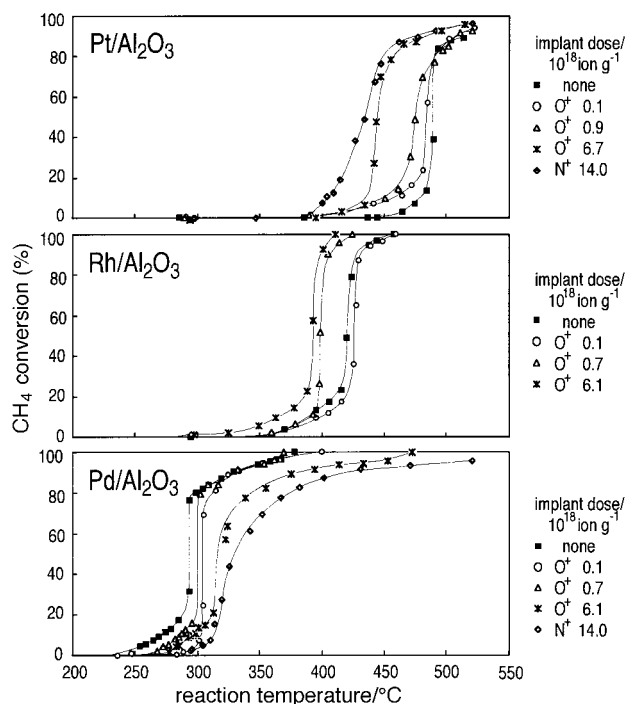 Pt/Al2O3
100
80
60
40
20
0
implant dose/
10^18 ion g^-1
none
O+ 0.1
O+ 0.9
O+ 6.7
N+ 14.0
CH4 conversion (%)
Rh/Al2O3
100
80
60
40
20
0
implant dose/
10^18 ion g^-1
none
O+ 0.1
O+ 0.7
O+ 6.1
Pd/Al2O3
100
80
60
40
20
0
implant dose/
10^18 ion g^-1
none
O+ 0.1
O+ 0.7
O+ 6.1
N+ 14.0
200 250 300 350 400 450 500 550
reaction temperature/°C